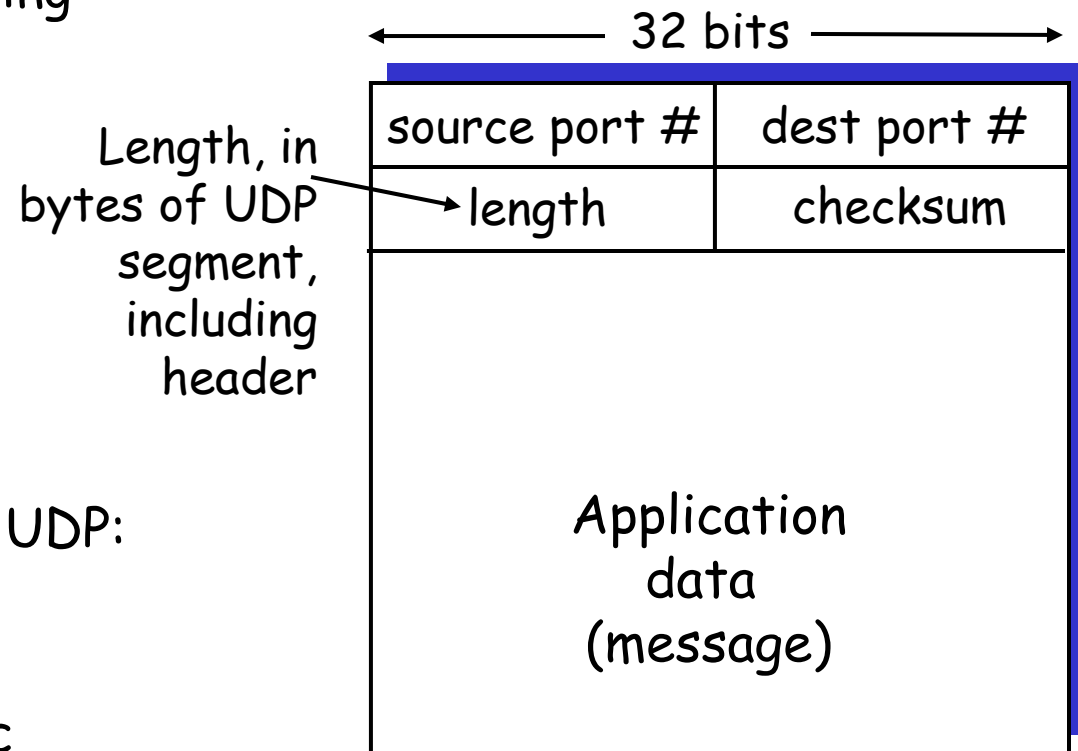 32 bits
source port # dest port #
Length, in
bytes of UDP
segment,
including
header
length checksum
UDP:
Application
data
(message)